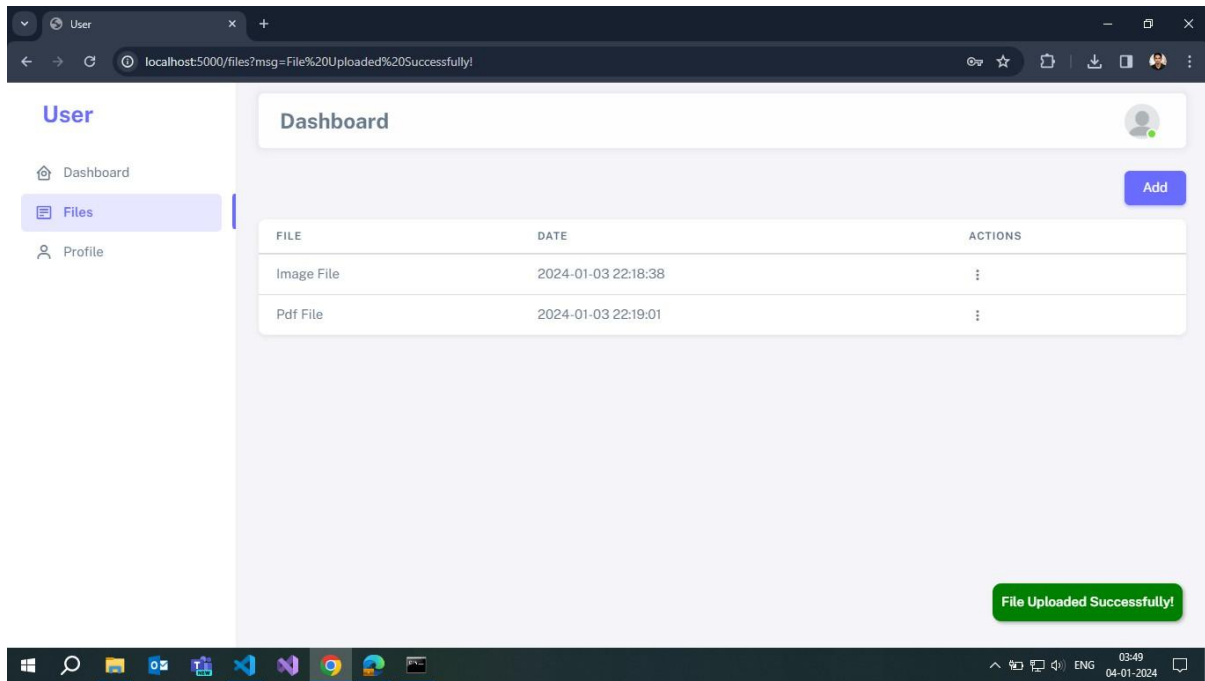 User
localhost:5000/files?msg=File%20Uploaded%20Successfully!
User
Dashboard
Dashboard
Files
Profile
Add
FILE DATE ACTIONS
Image File 2024-01-03 22:18:38
Pdf File 2024-01-03 22:19:01
File Uploaded Successfully!
ENG 03:49
04-01-2024